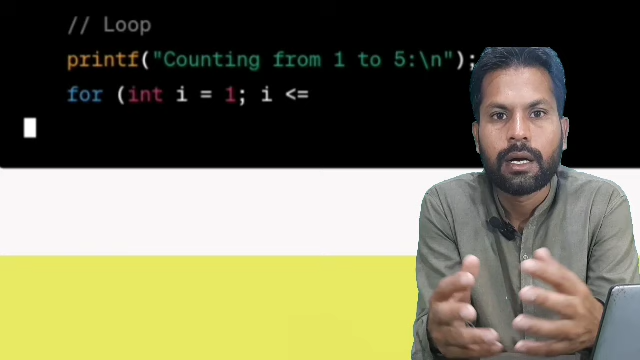 // Loop
printf("Counting from 1 to 5:\n");
for (int i = 1; i <=